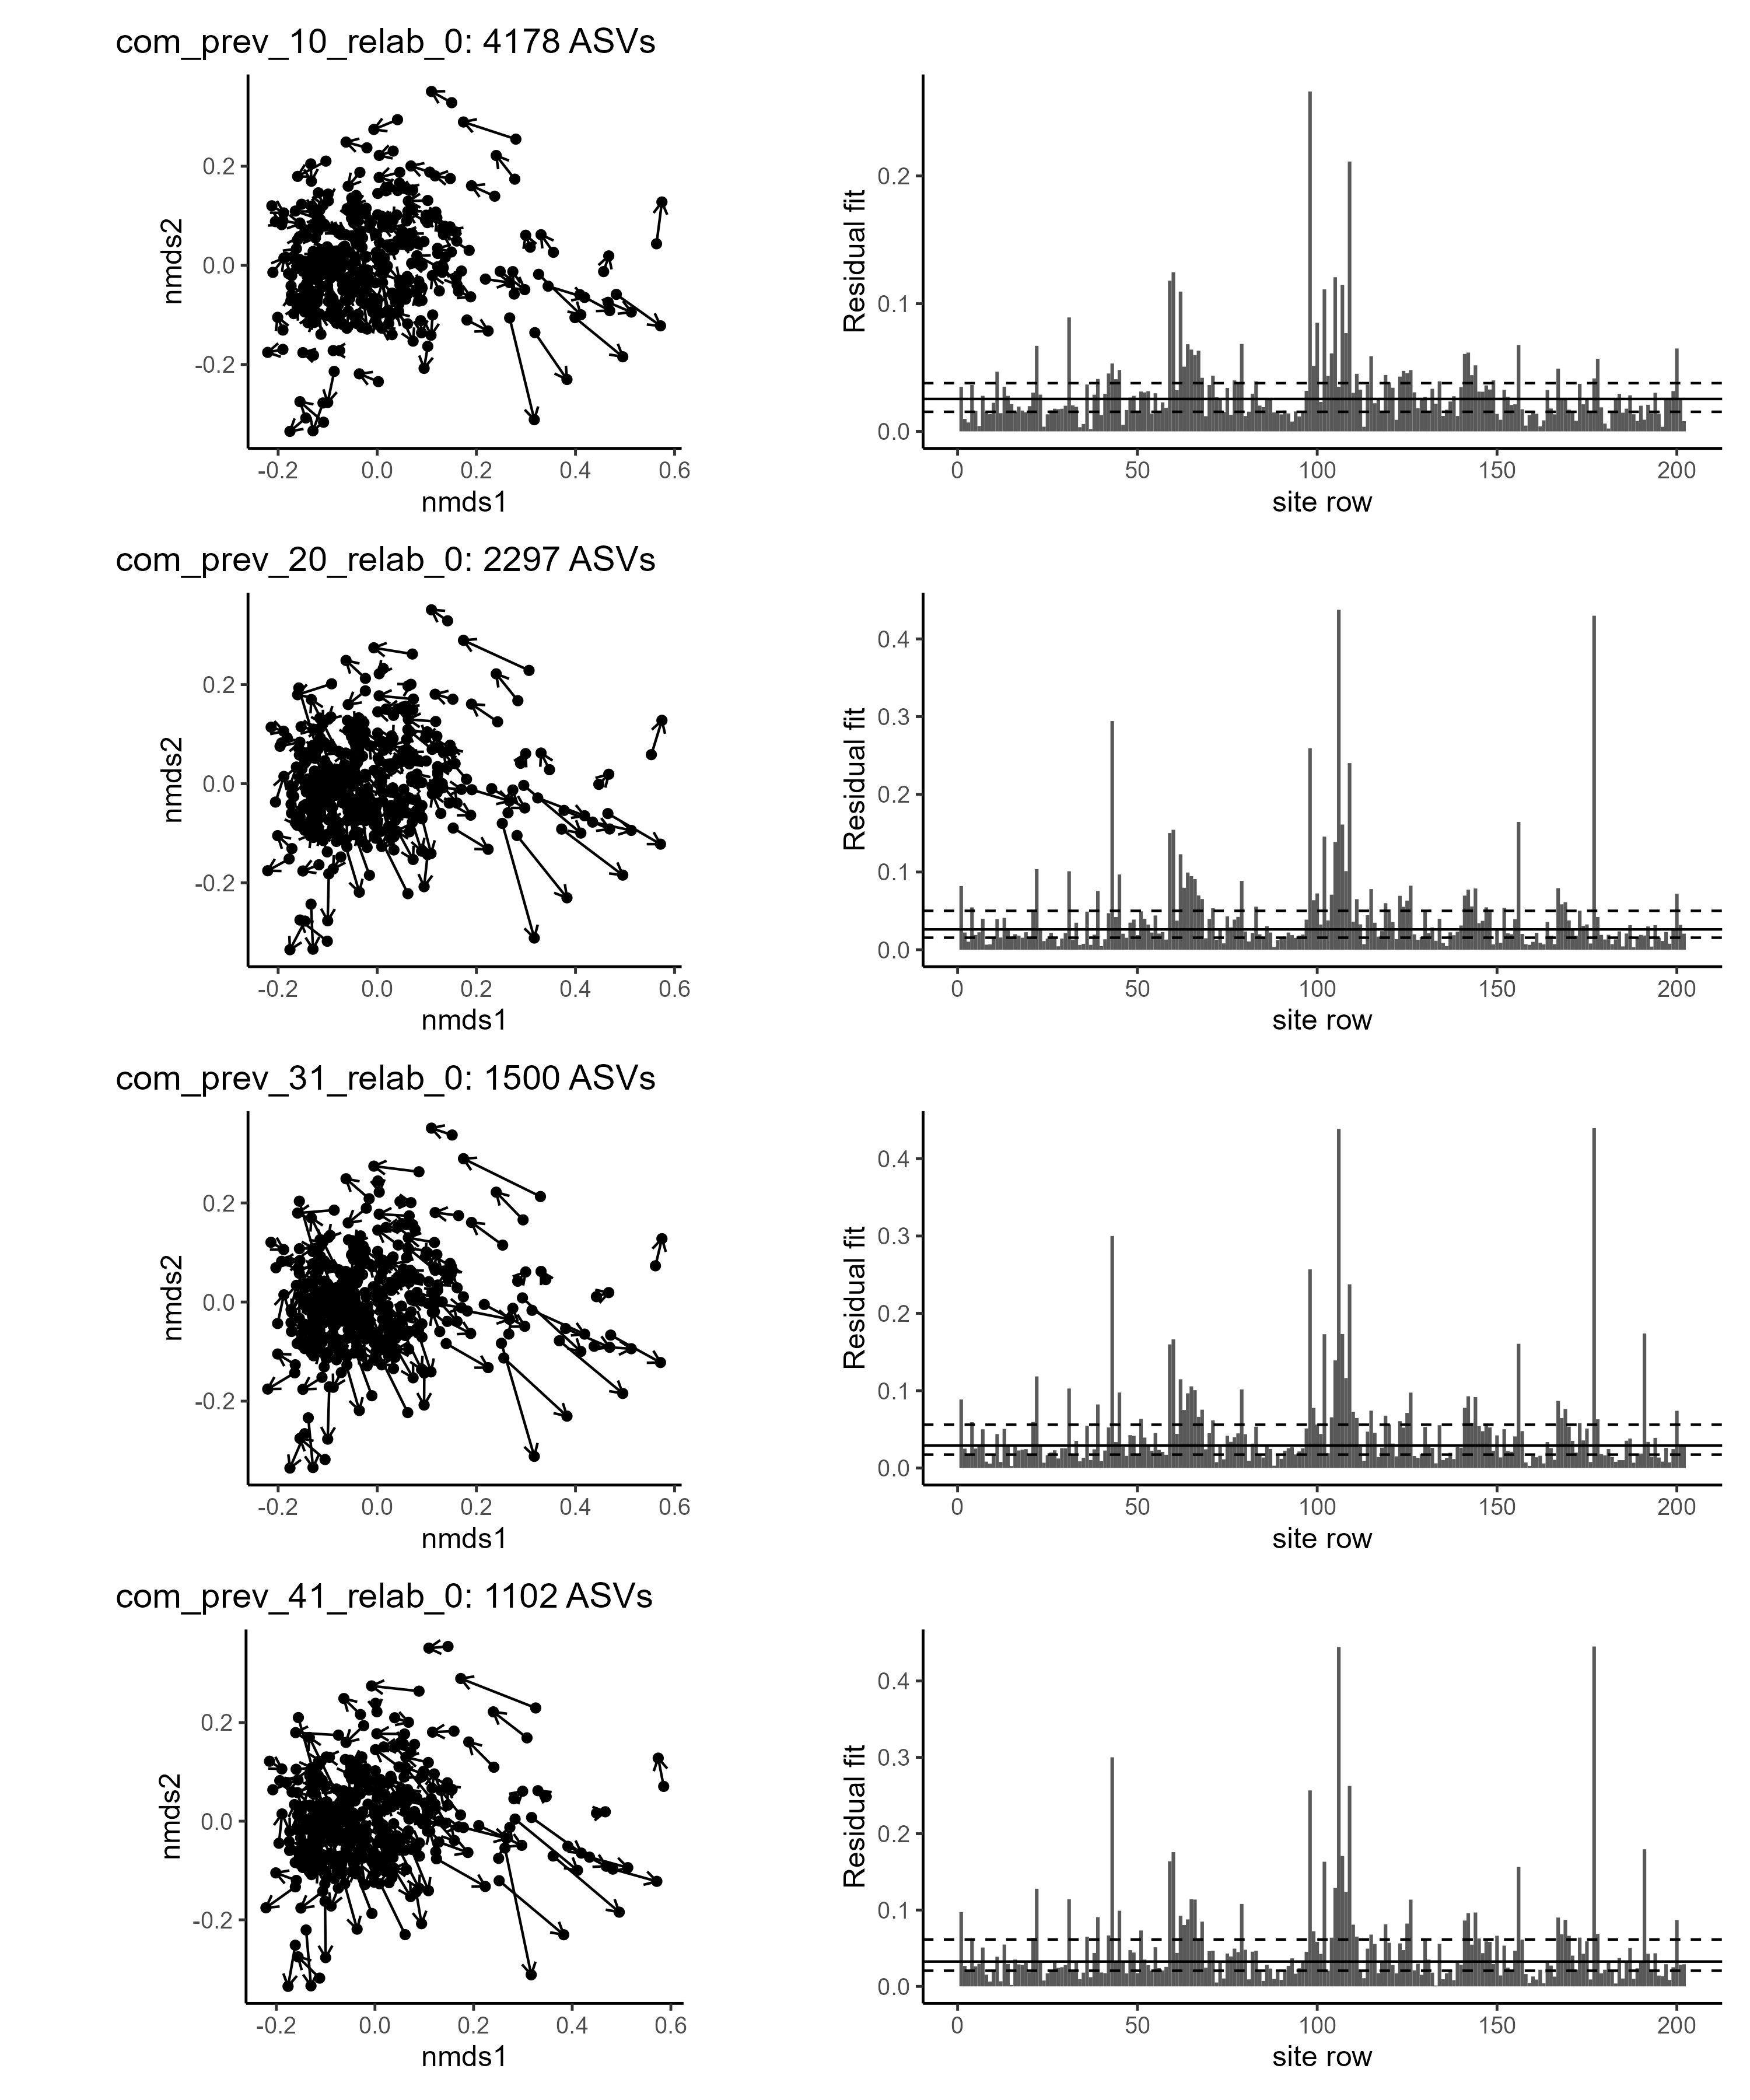 com_prev_10_relab_0: 4178 ASVs
nmds2
0.2
0.0
-0.2
-0.2 0.0 0.2 0.4 0.6
nmds1
Residual fit
0.2
0.1
0.0
0 50 100 150 200
site row
com_prev_20_relab_0: 2297 ASVs
nmds2
0.2
0.0
-0.2
-0.2 0.0 0.2 0.4 0.6
nmds1
Residual fit
0.4
0.3
0.2
0.1
0.0
0 50 100 150 200
site row
com_prev_31_relab_0: 1500 ASVs
nmds2
0.2
0.0
-0.2
-0.2 0.0 0.2 0.4 0.6
nmds1
Residual fit
0.4
0.3
0.2
0.1
0.0
0 50 100 150 200
site row
com_prev_41_relab_0: 1102 ASVs
nmds2
0.2
0.0
-0.2
-0.2 0.0 0.2 0.4 0.6
nmds1
Residual fit
0.4
0.3
0.2
0.1
0.0
0 50 100 150 200
site row